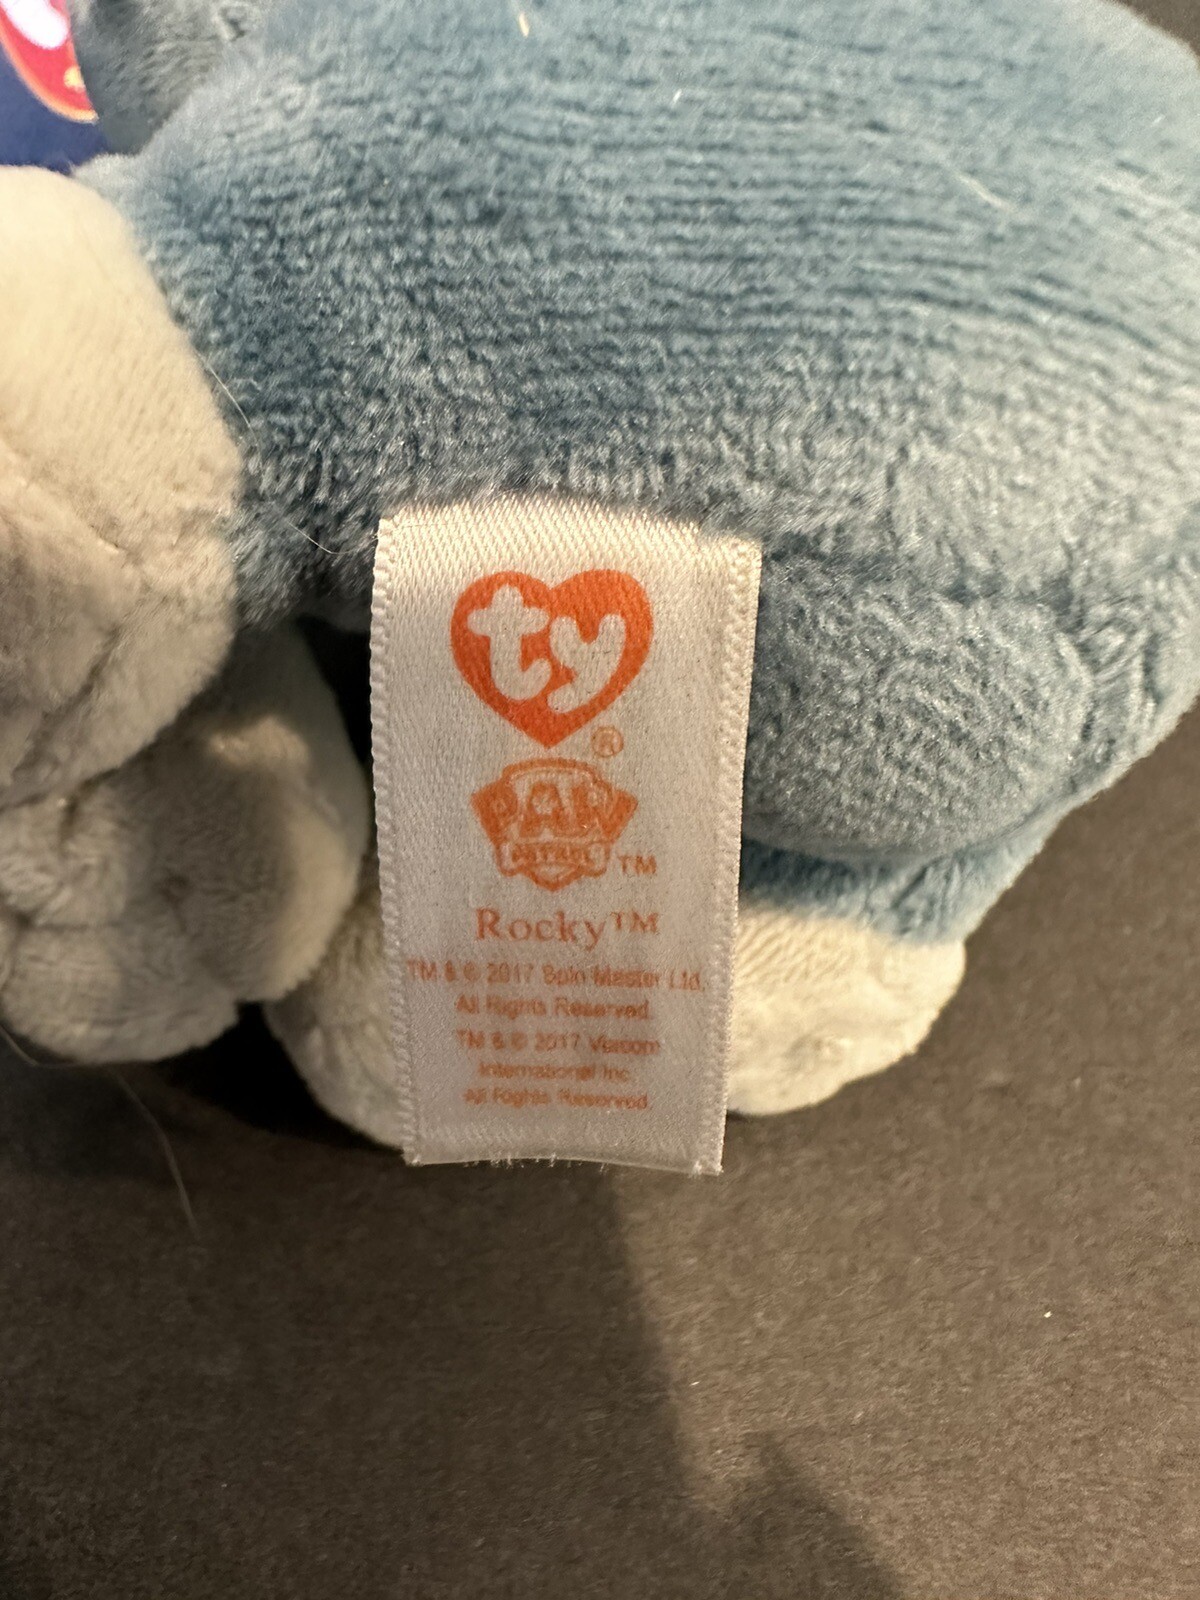 ty
®
PAW
PATROL TM
Rocky™
TM & © 2017 Spin Master Ltd.
All Rights Reserved.
TM & © 2017 Viacom
International Inc.
All Rights Reserved.